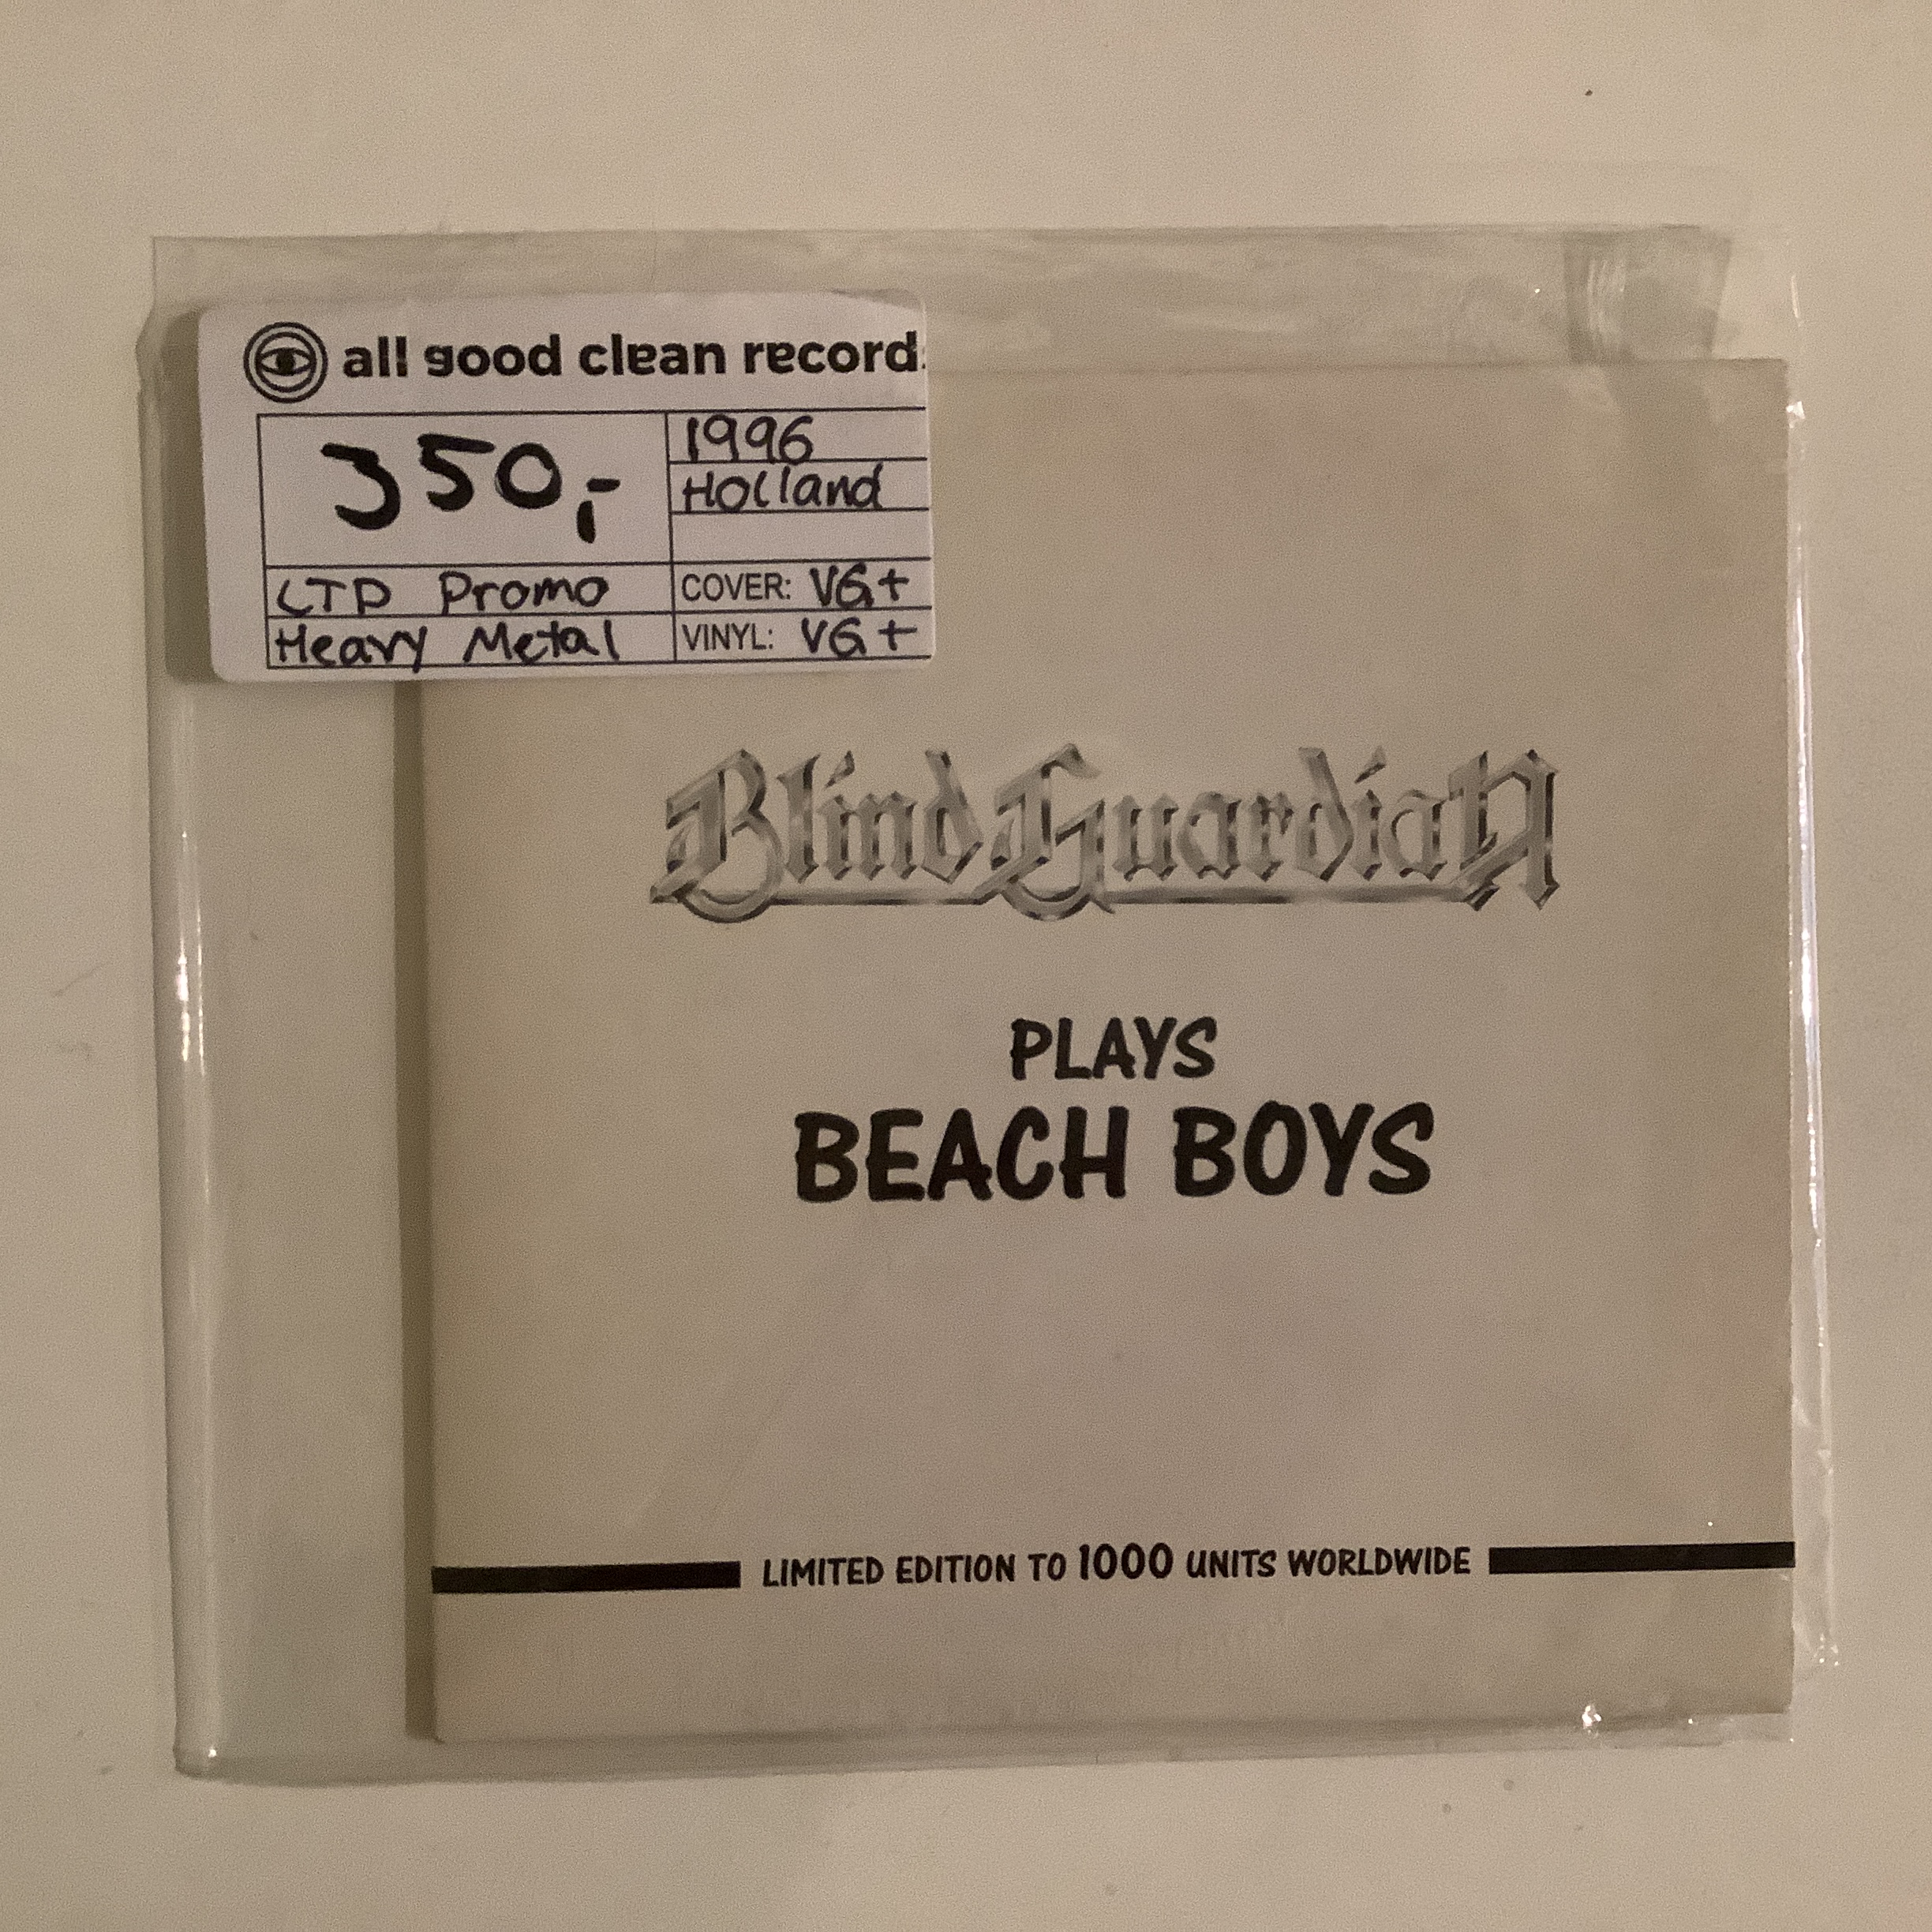 all good clean records
350,-
1996
Holland
LTD Promo
COVER: VG+
Heavy Metal
VINYL: VG+
Blind Guardian
PLAYS
BEACH BOYS
LIMITED EDITION TO 1000 UNITS WORLDWIDE